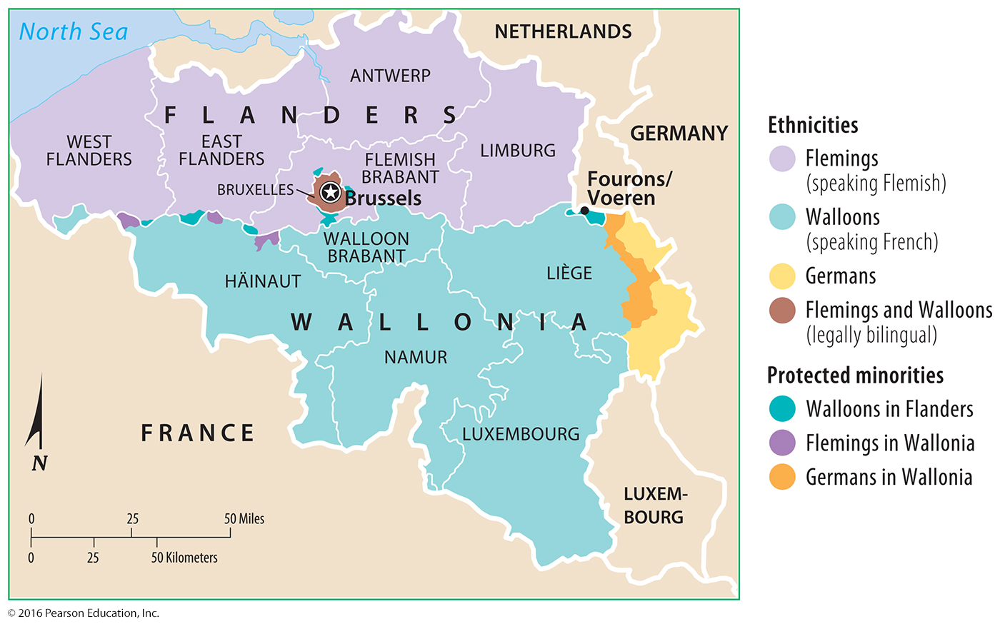 North Sea
NETHERLANDS
ANTWERP
FLANDERS
GERMANY
WEST
FLANDERS
EAST
FLANDERS
FLEMISH
BRABANT
LIMBURG
BRUXELLES
Brussels
Fourons/
Voeren
WALLOON
BRABANT
HÄINAUT
LIÈGE
WALLONIA
NAMUR
FRANCE
LUXEMBOURG
LUXEM-
BOURG
N
0 25 50 Miles
0 25 50 Kilometers
Ethnicities
Flemings
(speaking Flemish)
Walloons
(speaking French)
Germans
Flemings and Walloons
(legally bilingual)
Protected minorities
Walloons in Flanders
Flemings in Wallonia
Germans in Wallonia
© 2016 Pearson Education, Inc.